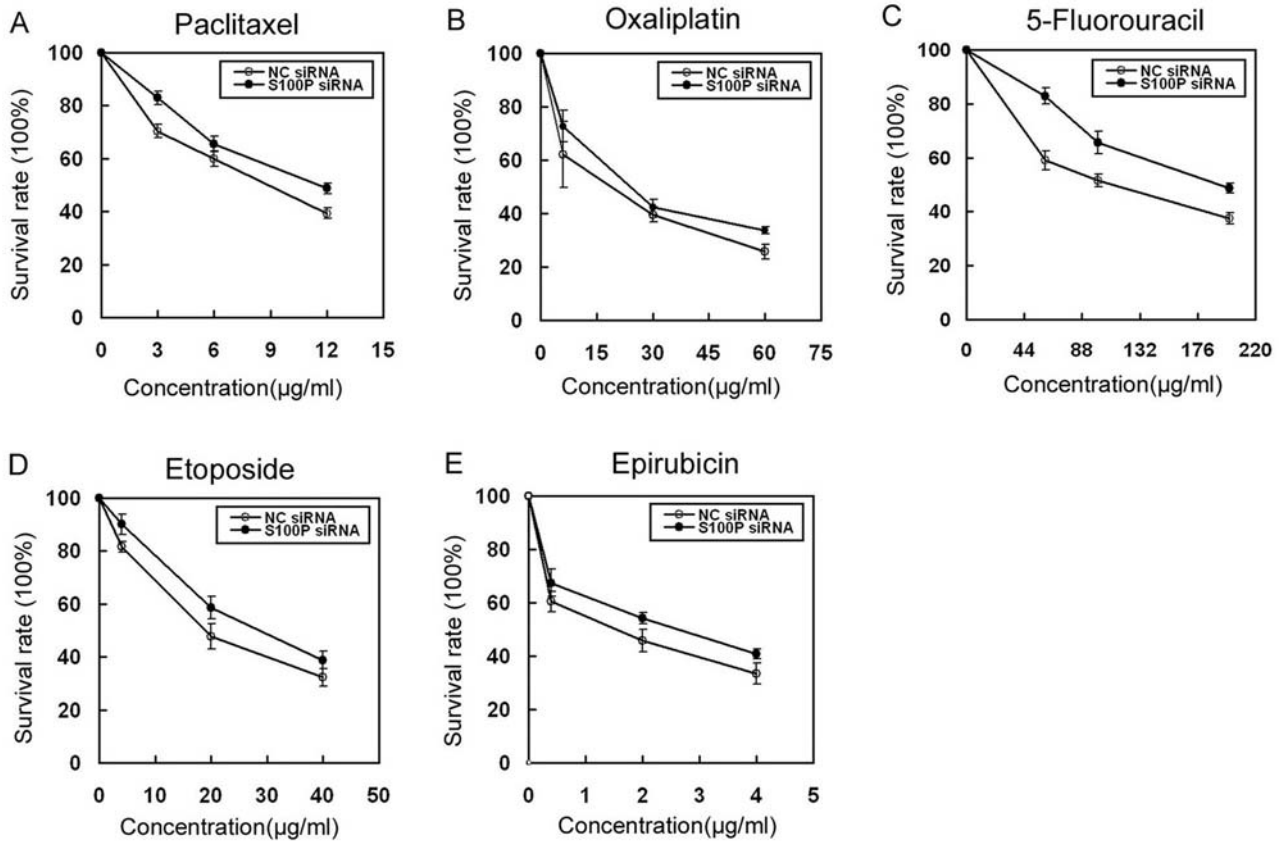 A
Paclitaxel
NC siRNA
S100P siRNA
100
80
60
40
20
0
0 3 6 9 12 15
Survival rate (100%)
Concentration(μg/ml)
B
Oxaliplatin
NC siRNA
S100P siRNA
100
80
60
40
20
0
0 15 30 45 60 75
Survival rate (100%)
Concentration(μg/ml)
C
5-Fluorouracil
NC siRNA
S100P siRNA
100
80
60
40
20
0
0 44 88 132 176 220
Survival rate (100%)
Concentration(μg/ml)
D
Etoposide
NC siRNA
S100P siRNA
100
80
60
40
20
0
0 10 20 30 40 50
Survival rate (100%)
Concentration(μg/ml)
E
Epirubicin
NC siRNA
S100P siRNA
100
80
60
40
20
0
0 1 2 3 4 5
Survival rate (100%)
Concentration(μg/ml)